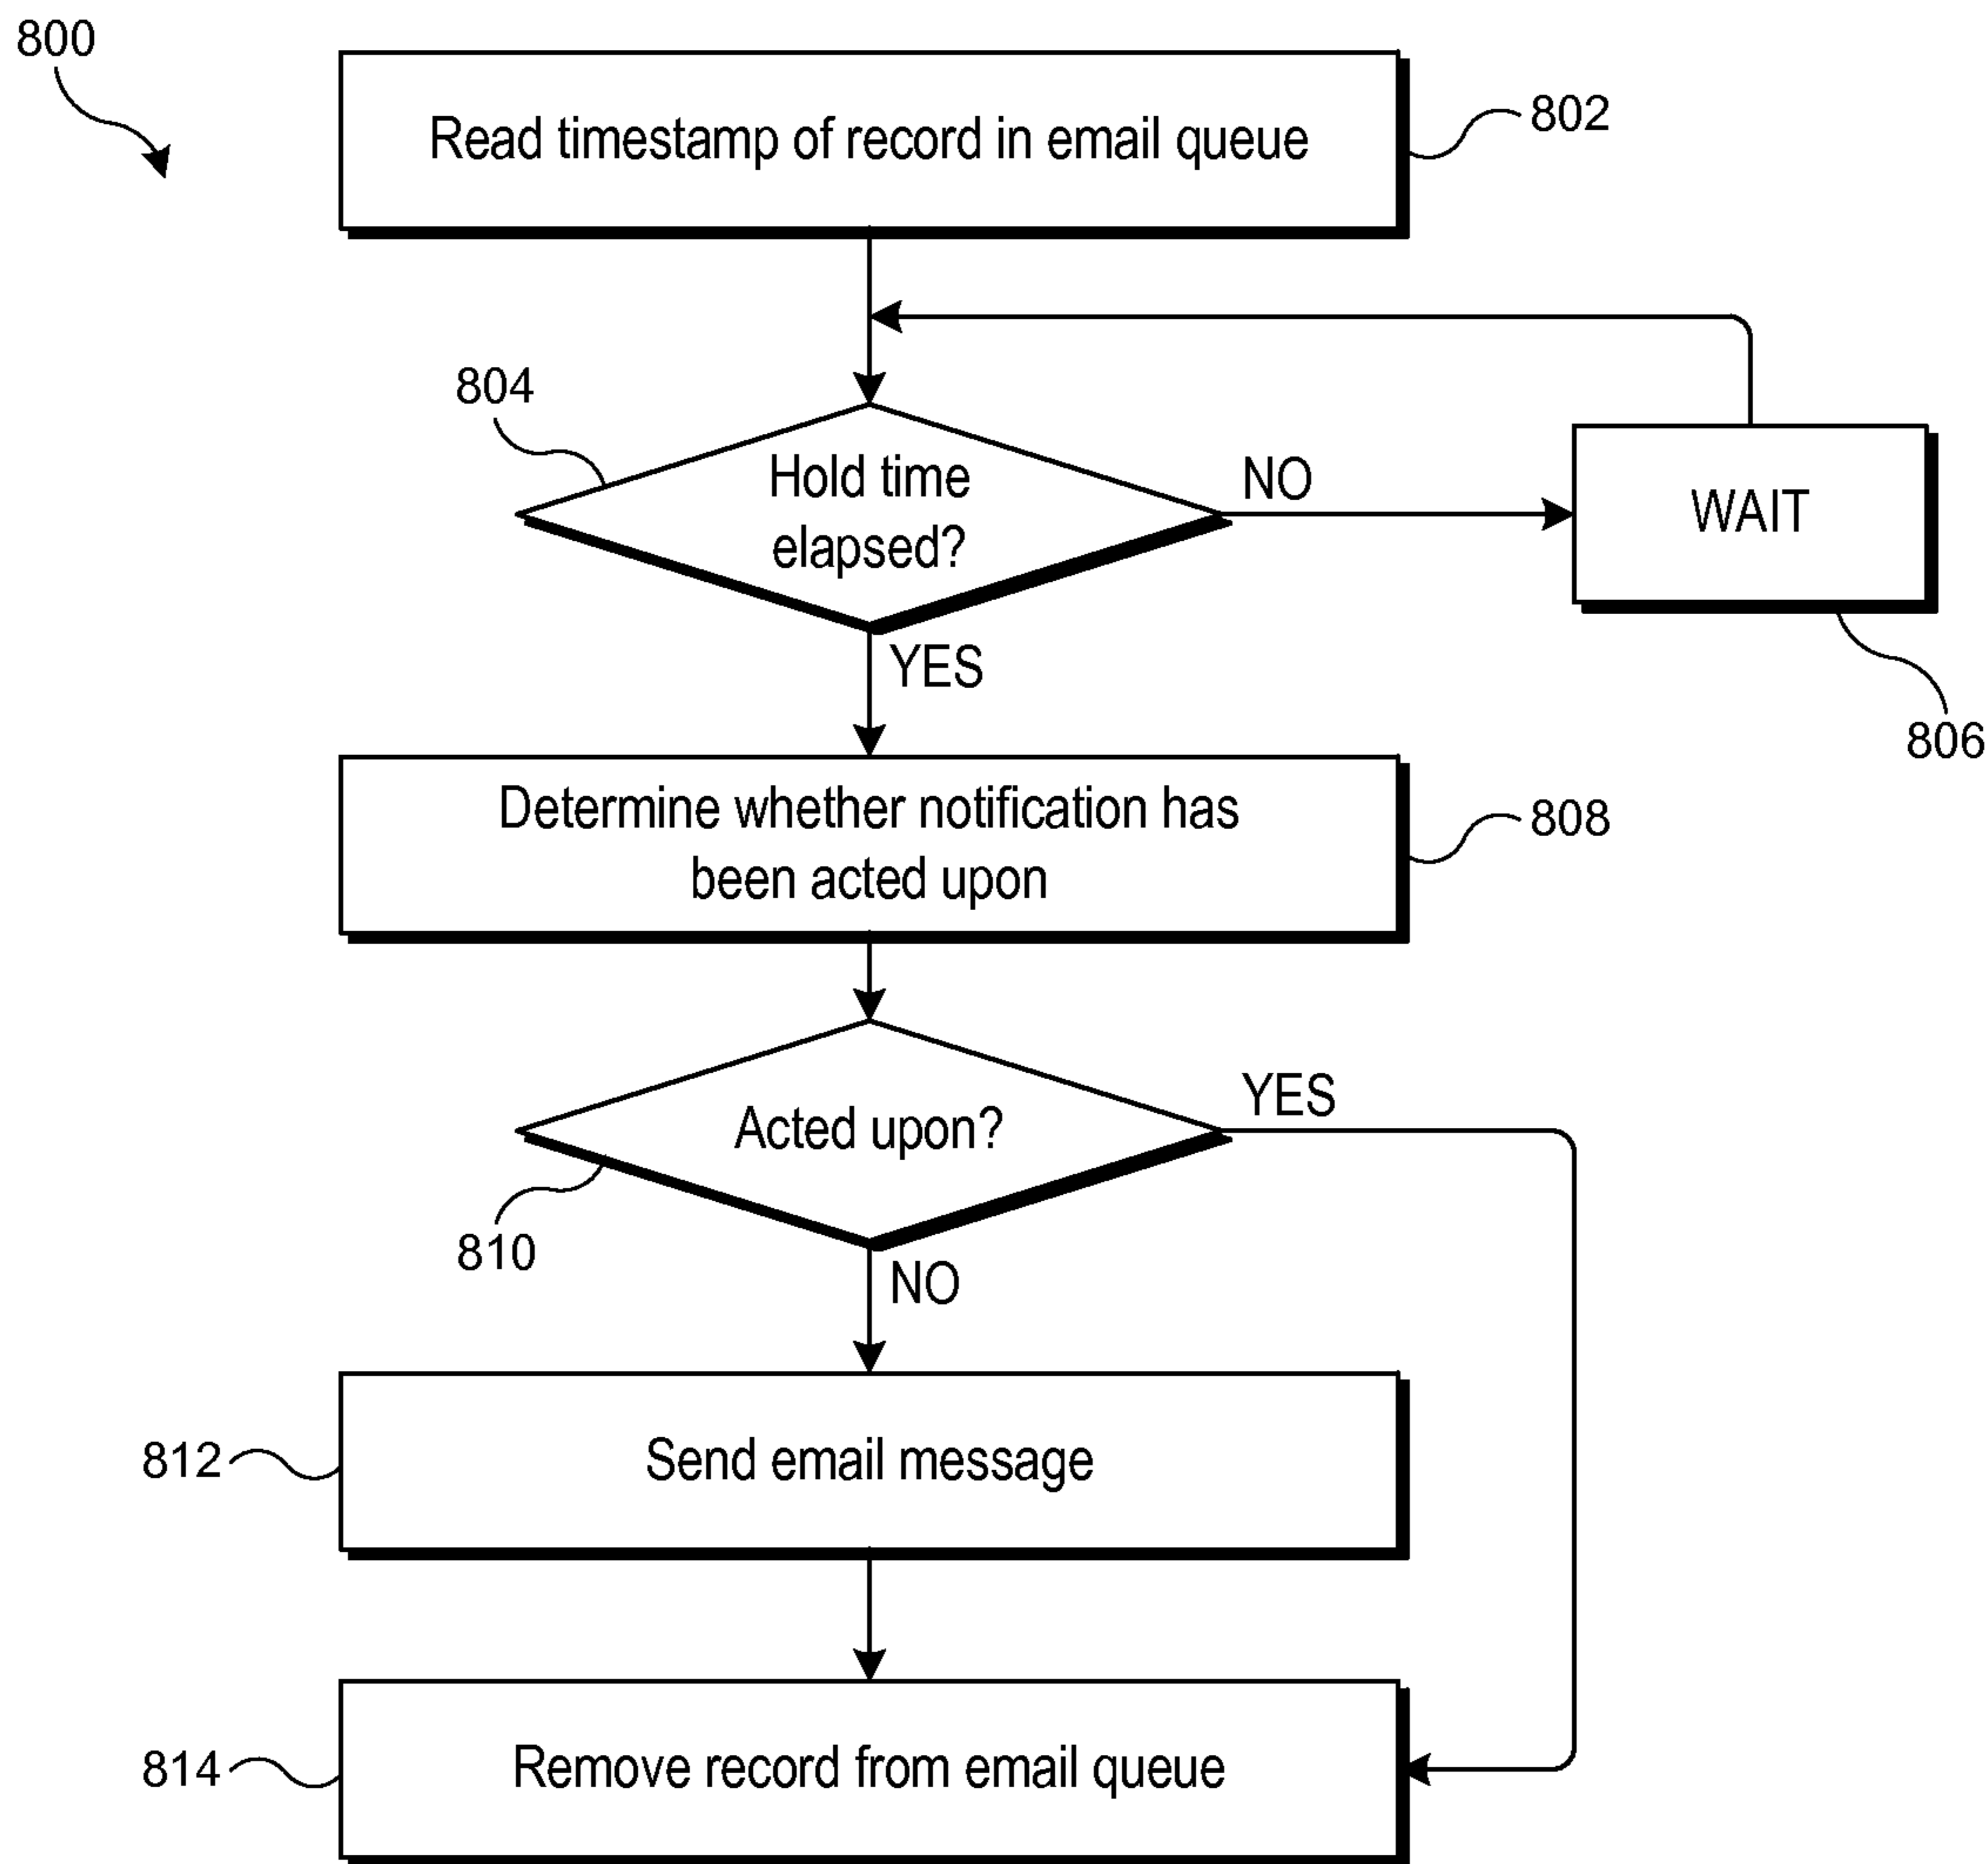 800
Read timestamp of record in email queue
802
804
Hold time
elapsed?
NO
WAIT
YES
806
Determine whether notification has
been acted upon
808
Acted upon?
YES
810
NO
812
Send email message
814
Remove record from email queue